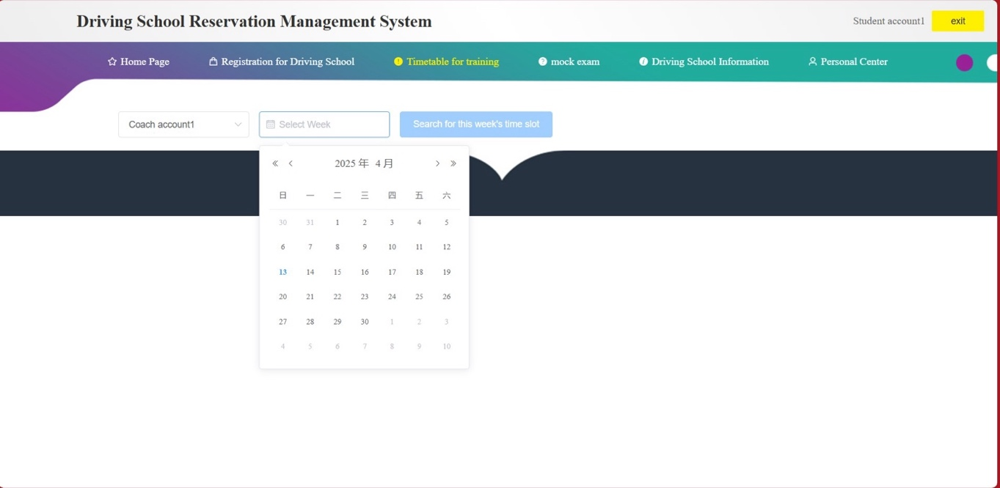 Driving School Reservation Management System
Student account1 exit
Home Page Registration for Driving School Timetable for training mock exam Driving School Information Personal Center
Coach account1 Select Week Search for this week's time slot
2025 年 4 月
日 一 二 三 四 五 六
30 31 1 2 3 4 5
6 7 8 9 10 11 12
13 14 15 16 17 18 19
20 21 22 23 24 25 26
27 28 29 30 1 2 3
4 5 6 7 8 9 10